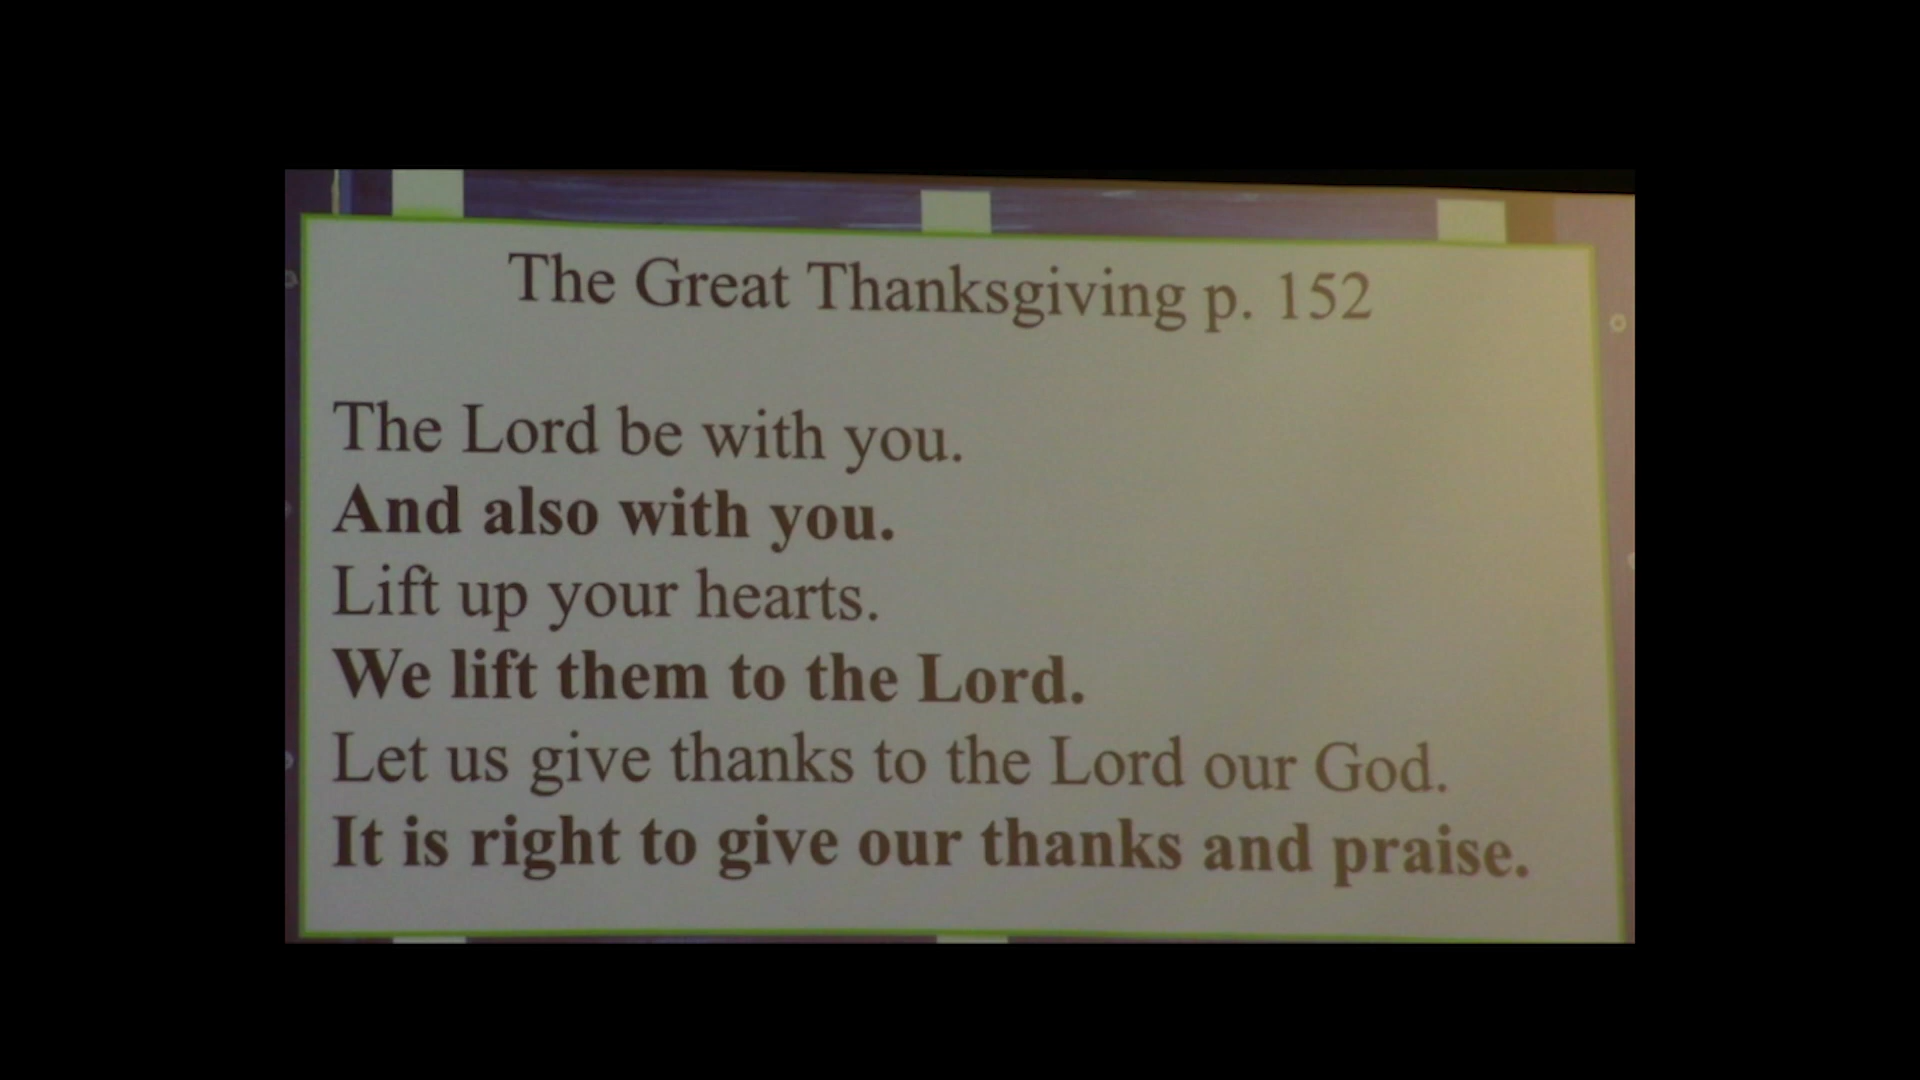 The Great Thanksgiving p. 152
The Lord be with you.
And also with you.
Lift up your hearts.
We lift them to the Lord.
Let us give thanks to the Lord our God.
It is right to give our thanks and praise.